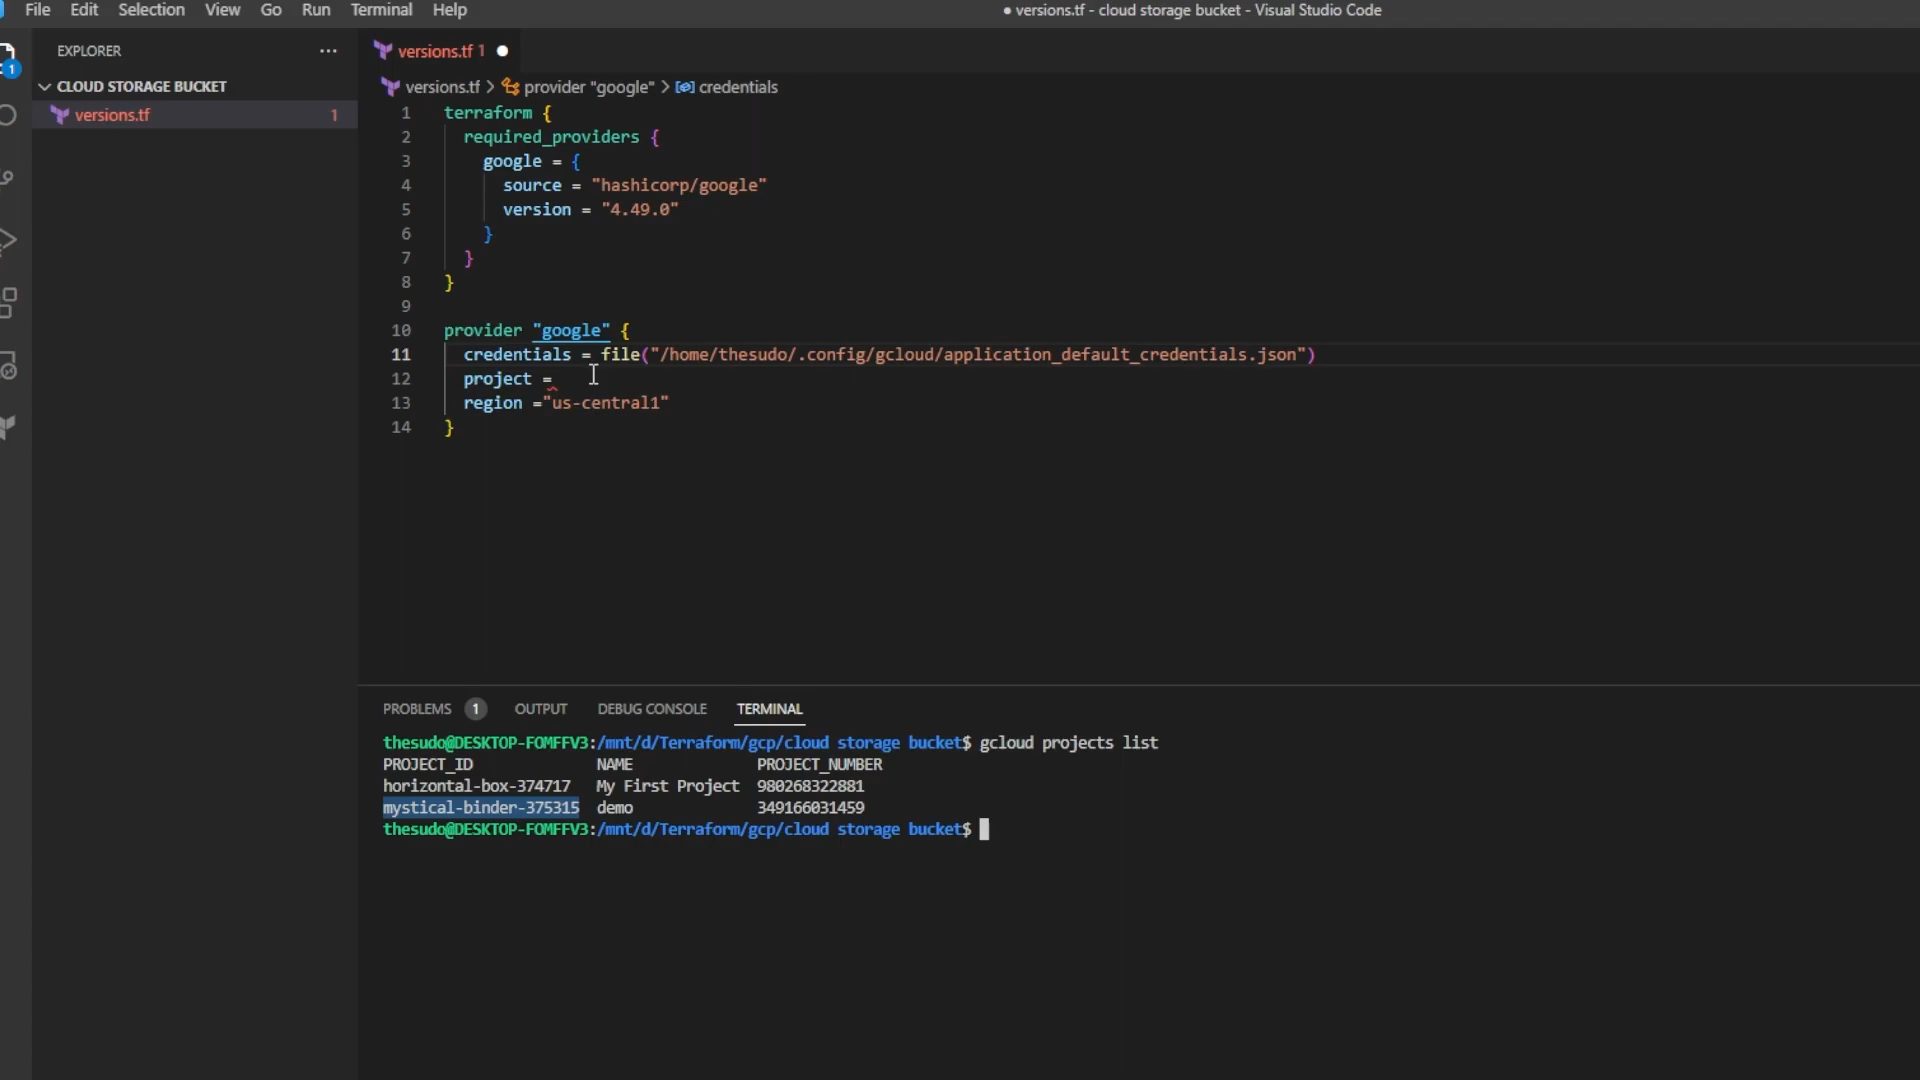 File Edit Selection View Go Run Terminal Help
● versions.tf - cloud storage bucket - Visual Studio Code
EXPLORER ...
versions.tf 1 ●
1
CLOUD STORAGE BUCKET
versions.tf 1
versions.tf > provider "google" > credentials
1 terraform {
2 required_providers {
3 google = {
4 source = "hashicorp/google"
5 version = "4.49.0"
6 }
7 }
8 }
9
10 provider "google" {
11 credentials = file("/home/thesudo/.config/gcloud/application_default_credentials.json")
12 project =
13 region ="us-central1"
14 }
PROBLEMS 1 OUTPUT DEBUG CONSOLE TERMINAL
thesudo@DESKTOP-FOMFFV3:/mnt/d/Terraform/gcp/cloud storage bucket$ gcloud projects list
PROJECT_ID NAME PROJECT_NUMBER
horizontal-box-374717 My First Project 980268322881
mystical-binder-375315 demo 349166031459
thesudo@DESKTOP-FOMFFV3:/mnt/d/Terraform/gcp/cloud storage bucket$